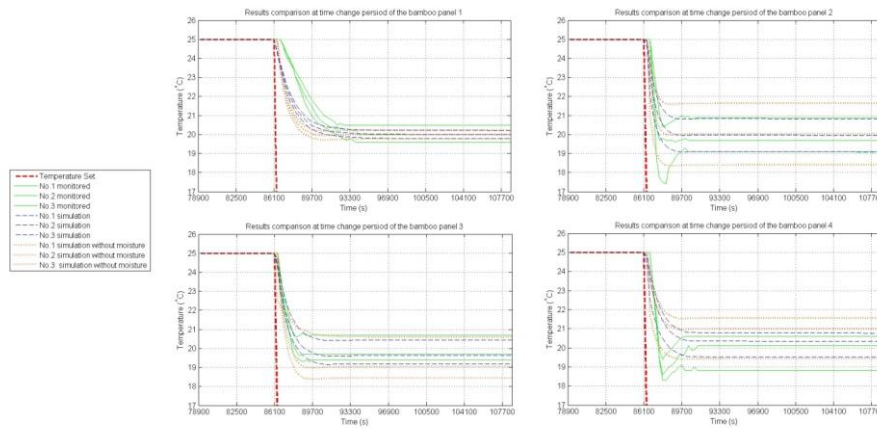 Results comparison at time change persiod of the bamboo panel 1
25
24
23
22
21
20
19
18
17
Temperature (°C)
78900 82500 86100 89700 93300 96900 100500 104100 107700
Time (s)
Results comparison at time change persiod of the bamboo panel 2
26
25
24
23
22
21
20
19
18
17
Temperature (°C)
78900 82500 86100 89700 93300 96900 100500 104100 107700
Time (s)
Temperature Set
No.1 monitored
No.2 monitored
No.3 monitored
No.1 simulation
No.2 simulation
No.3 simulation
No.1 simulation without moisture
No.2 simulation without moisture
No.3 simulation without moisture
Results comparison at time change persiod of the bamboo panel 3
26
25
24
23
22
21
20
19
18
17
Temperature (°C)
78900 82500 86100 89700 93300 96900 100500 104100 107700
Time (s)
Results comparison at time change persiod of the bamboo panel 4
26
25
24
23
22
21
20
19
18
17
Temperature (°C)
78900 82500 86100 89700 93300 96900 100500 104100 107700
Time (s)